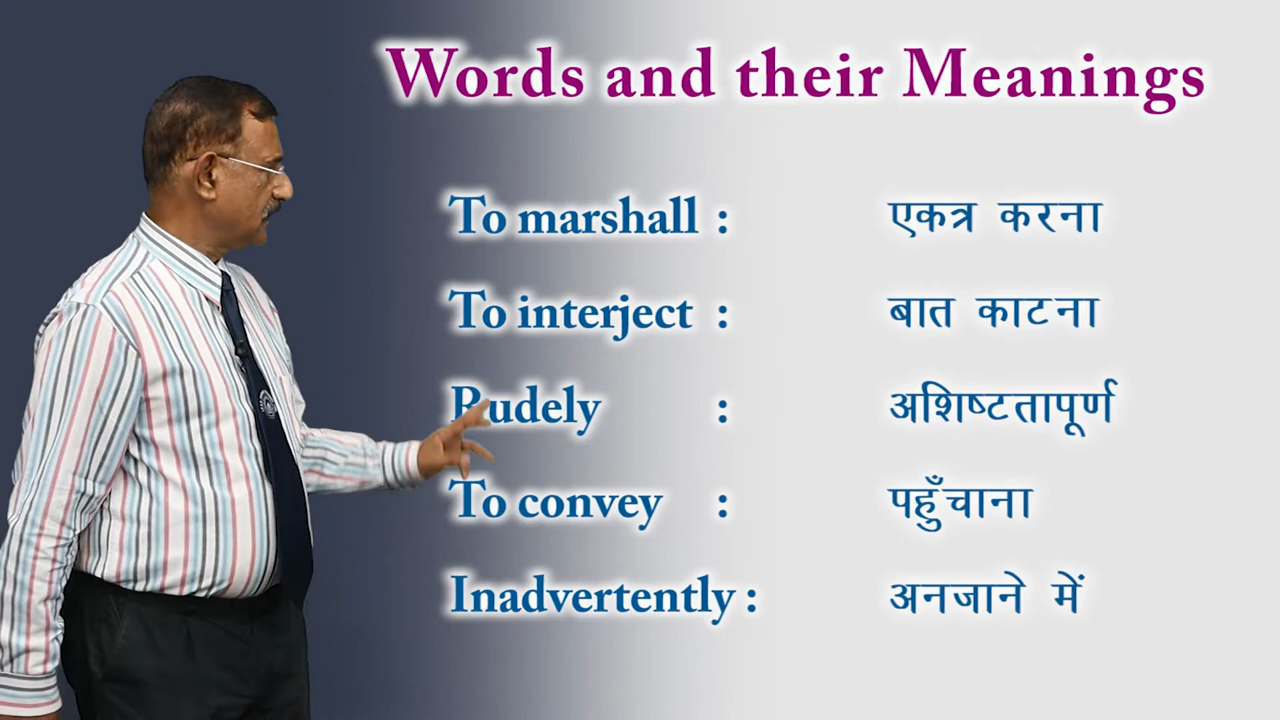 Words and their Meanings
To marshall : एकत्र करना
To interject : बात काटना
Rudely : अशिष्टतापूर्ण
To convey : पहुँचाना
Inadvertently : अनजाने में